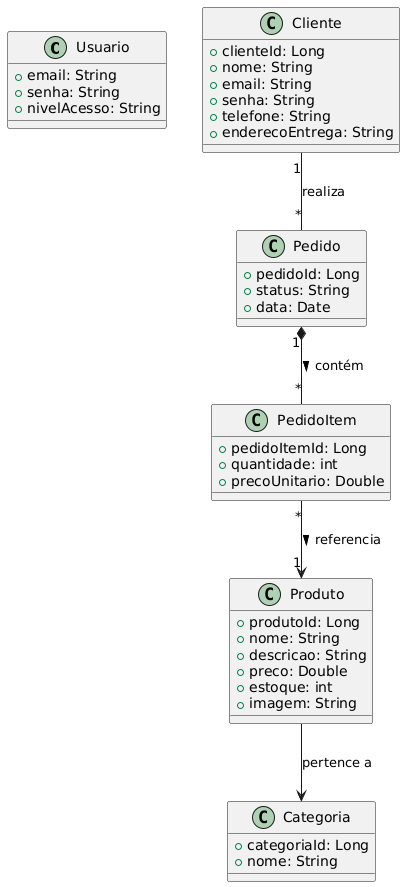 C Usuario
email: String
senha: String
nivelAcesso: String
C Cliente
clienteId: Long
nome: String
email: String
senha: String
telefone: String
enderecoEntrega: String
1
realiza
*
C Pedido
pedidoId: Long
status: String
data: Date
1
contém
*
C PedidoItem
pedidoItemId: Long
quantidade: int
precoUnitario: Double
*
referencia
1
C Produto
produtoId: Long
nome: String
descricao: String
preco: Double
estoque: int
imagem: String
pertence a
C Categoria
categoriaId: Long
nome: String